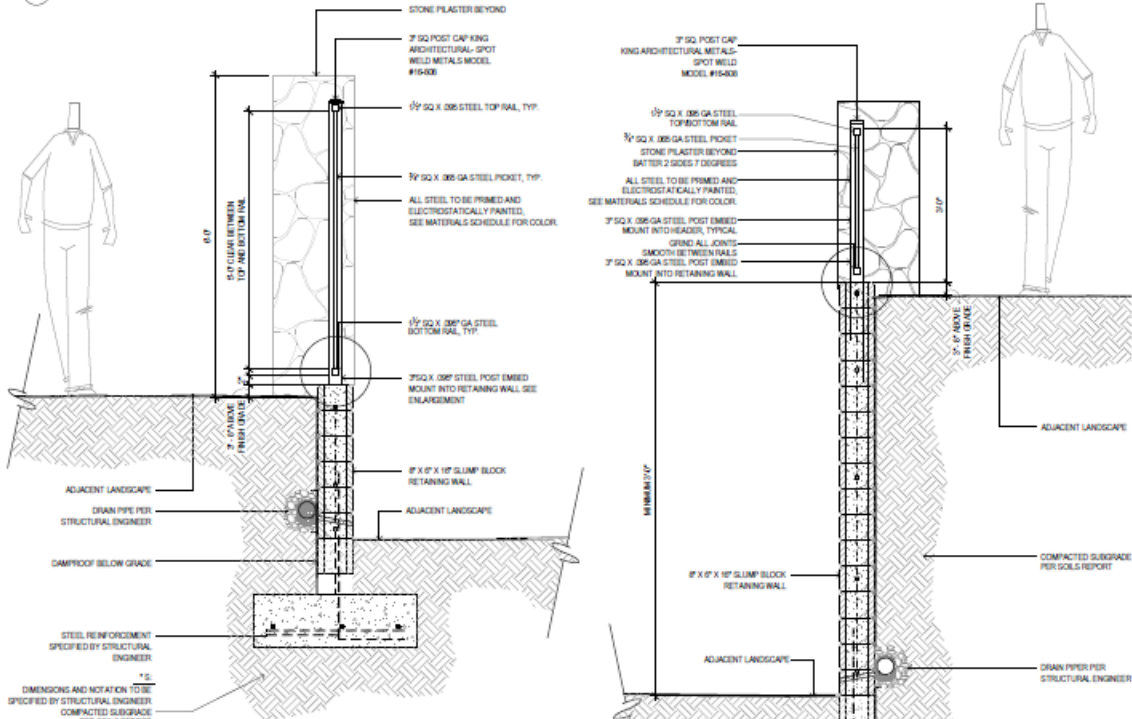 STONE PILASTER BEYOND
3" SQ POST CAP KING
ARCHITECTURAL- SPOT
WELD METALS MODEL
#16-808
1½" SQ X .095 STEEL TOP RAIL, TYP.
¾" SQ X .065 GA STEEL PICKET, TYP.
ALL STEEL TO BE PRIMED AND
ELECTROSTATICALLY PAINTED,
SEE MATERIALS SCHEDULE FOR COLOR.
1½" SQ X .095" GA STEEL
BOTTOM RAIL, TYP.
3"SQ X .095" STEEL POST EMBED
MOUNT INTO RETAINING WALL SEE
ENLARGEMENT
8" X 6" X 16" SLUMP BLOCK
RETAINING WALL
ADJACENT LANDSCAPE
5'-0" CLEAR BETWEEN
TOP AND BOTTOM RAIL
ABOVE
FINISH GRADE
ADJACENT LANDSCAPE
DRAIN PIPE PER
STRUCTURAL ENGINEER
DAMPROOF BELOW GRADE
STEEL REINFORCEMENT
SPECIFIED BY STRUCTURAL
ENGINEER
DIMENSIONS AND NOTATION TO BE
SPECIFIED BY STRUCTURAL ENGINEER
COMPACTED SUBGRADE
3" SQ. POST CAP
KING ARCHITECTURAL METALS-
SPOT WELD
MODEL #16-808
1½" SQ X .095 GA STEEL
TOP/BOTTOM RAIL
¾" SQ X .065 GA STEEL PICKET
STONE PILASTER BEYOND
BATTER 2 SIDES 7 DEGREES
ALL STEEL TO BE PRIMED AND
ELECTROSTATICALLY PAINTED,
SEE MATERIALS SCHEDULE FOR COLOR.
3" SQ X .095 GA STEEL POST EMBED
MOUNT INTO HEADER, TYPICAL
GRIND ALL JOINTS
SMOOTH BETWEEN RAILS
3" SQ X .095 GA STEEL POST EMBED
MOUNT INTO RETAINING WALL
3'-0"
ABOVE
FINISH GRADE
ADJACENT LANDSCAPE
MINIMUM 3'-0"
8" X 6" X 16" SLUMP BLOCK
RETAINING WALL
COMPACTED SUBGRADE
PER SOILS REPORT
ADJACENT LANDSCAPE
DRAIN PIPER PER
STRUCTURAL ENGINEER